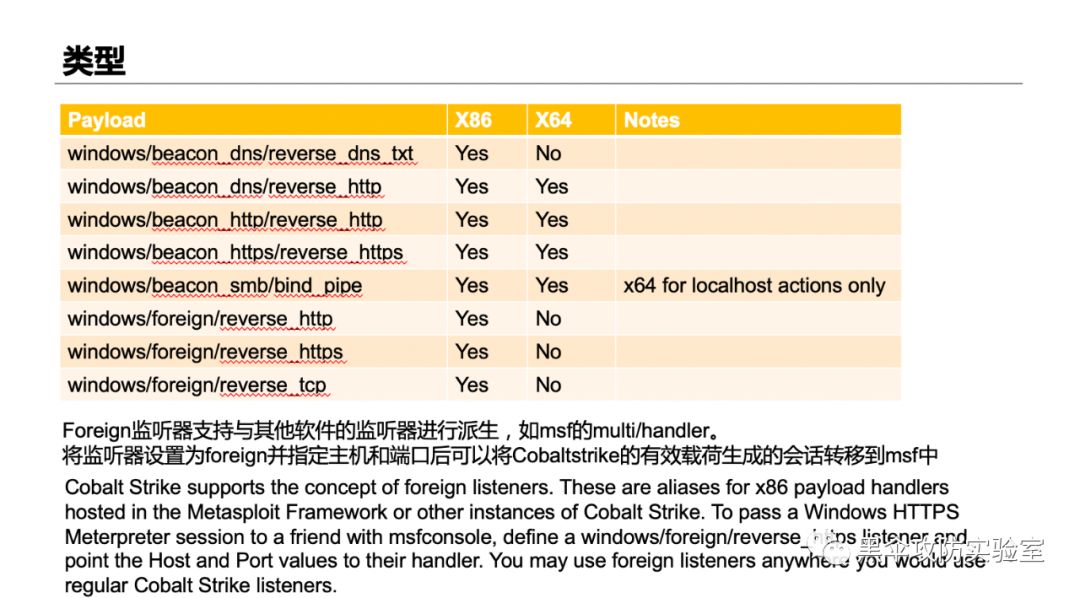 类型
Payload X86 X64 Notes
windows/beacon_dns/reverse_dns_txt Yes No
windows/beacon_dns/reverse_http Yes Yes
windows/beacon_http/reverse_http Yes Yes
windows/beacon_https/reverse_https Yes Yes
windows/beacon_smb/bind_pipe Yes Yes x64 for localhost actions only
windows/foreign/reverse_http Yes No
windows/foreign/reverse_https Yes No
windows/foreign/reverse_tcp Yes No
Foreign监听器支持与其他软件的监听器进行派生，如msf的multi/handler。
将监听器设置为foreign并指定主机和端口后可以将Cobaltstrike的有效载荷生成的会话转移到msf中
Cobalt Strike supports the concept of foreign listeners. These are aliases for x86 payload handlers
hosted in the Metasploit Framework or other instances of Cobalt Strike. To pass a Windows HTTPS
Meterpreter session to a friend with msfconsole, define a windows/foreign/reverse_https listener and
point the Host and Port values to their handler. You may use foreign listeners anywhere you would use
regular Cobalt Strike listeners.
黑伞攻防实验室